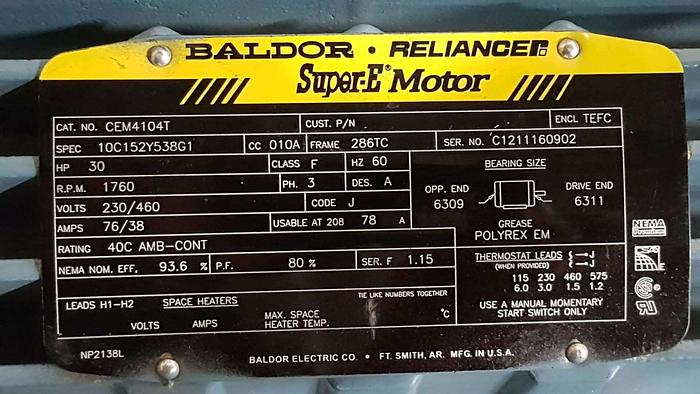 BALDOR · RELIANCE
Super-E® Motor
CAT. NO. CEM4104T CUST. P/N ENCL TEFC
SPEC 10C152Y538G1 CC 010A FRAME 286TC SER. NO. C1211160902
HP 30 CLASS F HZ 60
R.P.M. 1760 PH. 3 DES. A
VOLTS 230/460 CODE J
AMPS 76/38 USABLE AT 208 78 A
RATING 40C AMB-CONT
NEMA NOM. EFF. 93.6 % P.F. 80 % SER. F 1.15
BEARING SIZE
OPP. END 6309 DRIVE END 6311
GREASE
POLYREX EM
THERMOSTAT LEADS J J
(WHEN PROVIDED)
115 230 460 575
6.0 3.0 1.5 1.2
USE A MANUAL MOMENTARY
START SWITCH ONLY
TIE LIKE NUMBERS TOGETHER
LEADS H1-H2 SPACE HEATERS
VOLTS AMPS MAX. SPACE HEATER TEMP. °C
NEMA
Premium
NP2138L
BALDOR ELECTRIC CO. · FT. SMITH, AR. MFG. IN U.S.A.